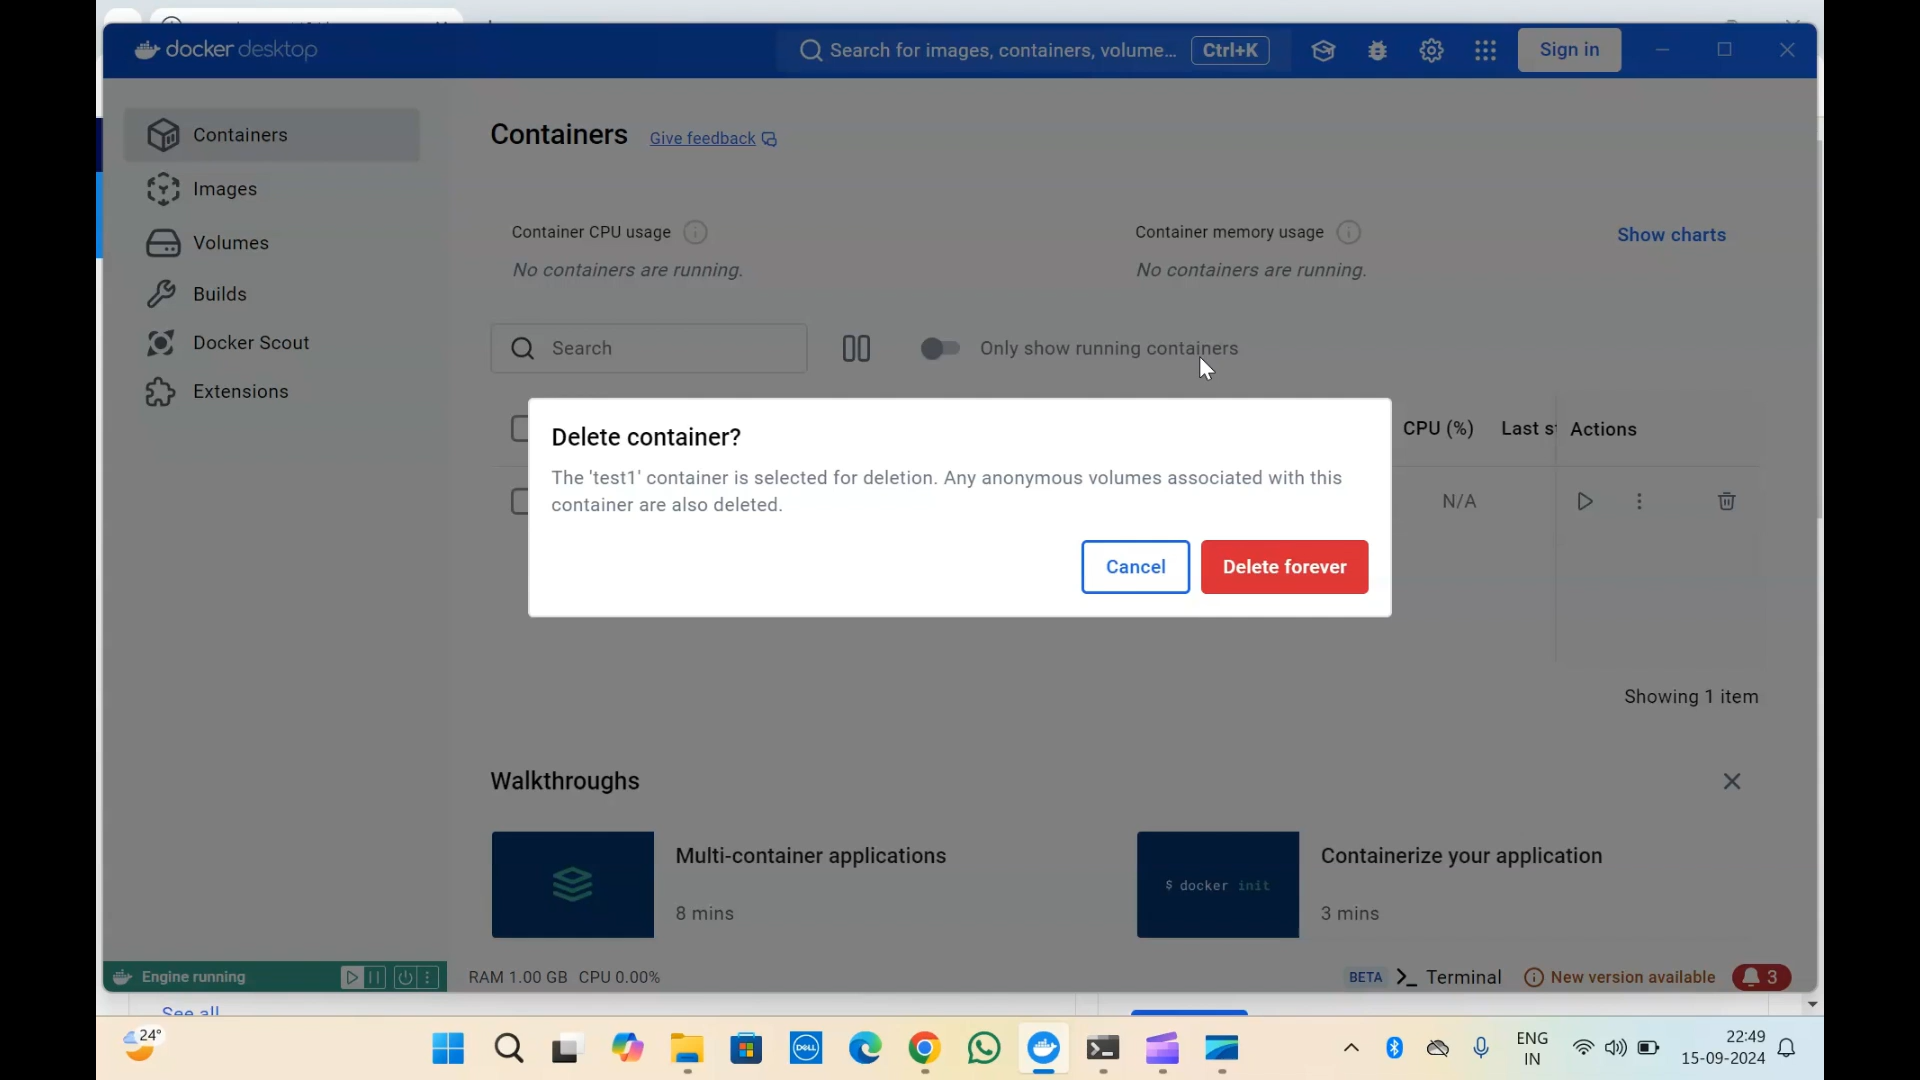 docker desktop
Search for images, containers, volume... Ctrl+K
Sign in
Containers
Images
Volumes
Builds
Docker Scout
Extensions
Containers Give feedback
Container CPU usage
No containers are running.
Container memory usage
No containers are running.
Show charts
Search
Only show running containers
CPU (%) Last s Actions
N/A
Delete container?
The 'test1' container is selected for deletion. Any anonymous volumes associated with this
container are also deleted.
Cancel Delete forever
Showing 1 item
Walkthroughs
Multi-container applications
8 mins
$ docker init
Containerize your application
3 mins
Engine running
RAM 1.00 GB CPU 0.00%
BETA >_ Terminal
New version available
3
See all
24°
DELL
ENG
IN
22:49
15-09-2024